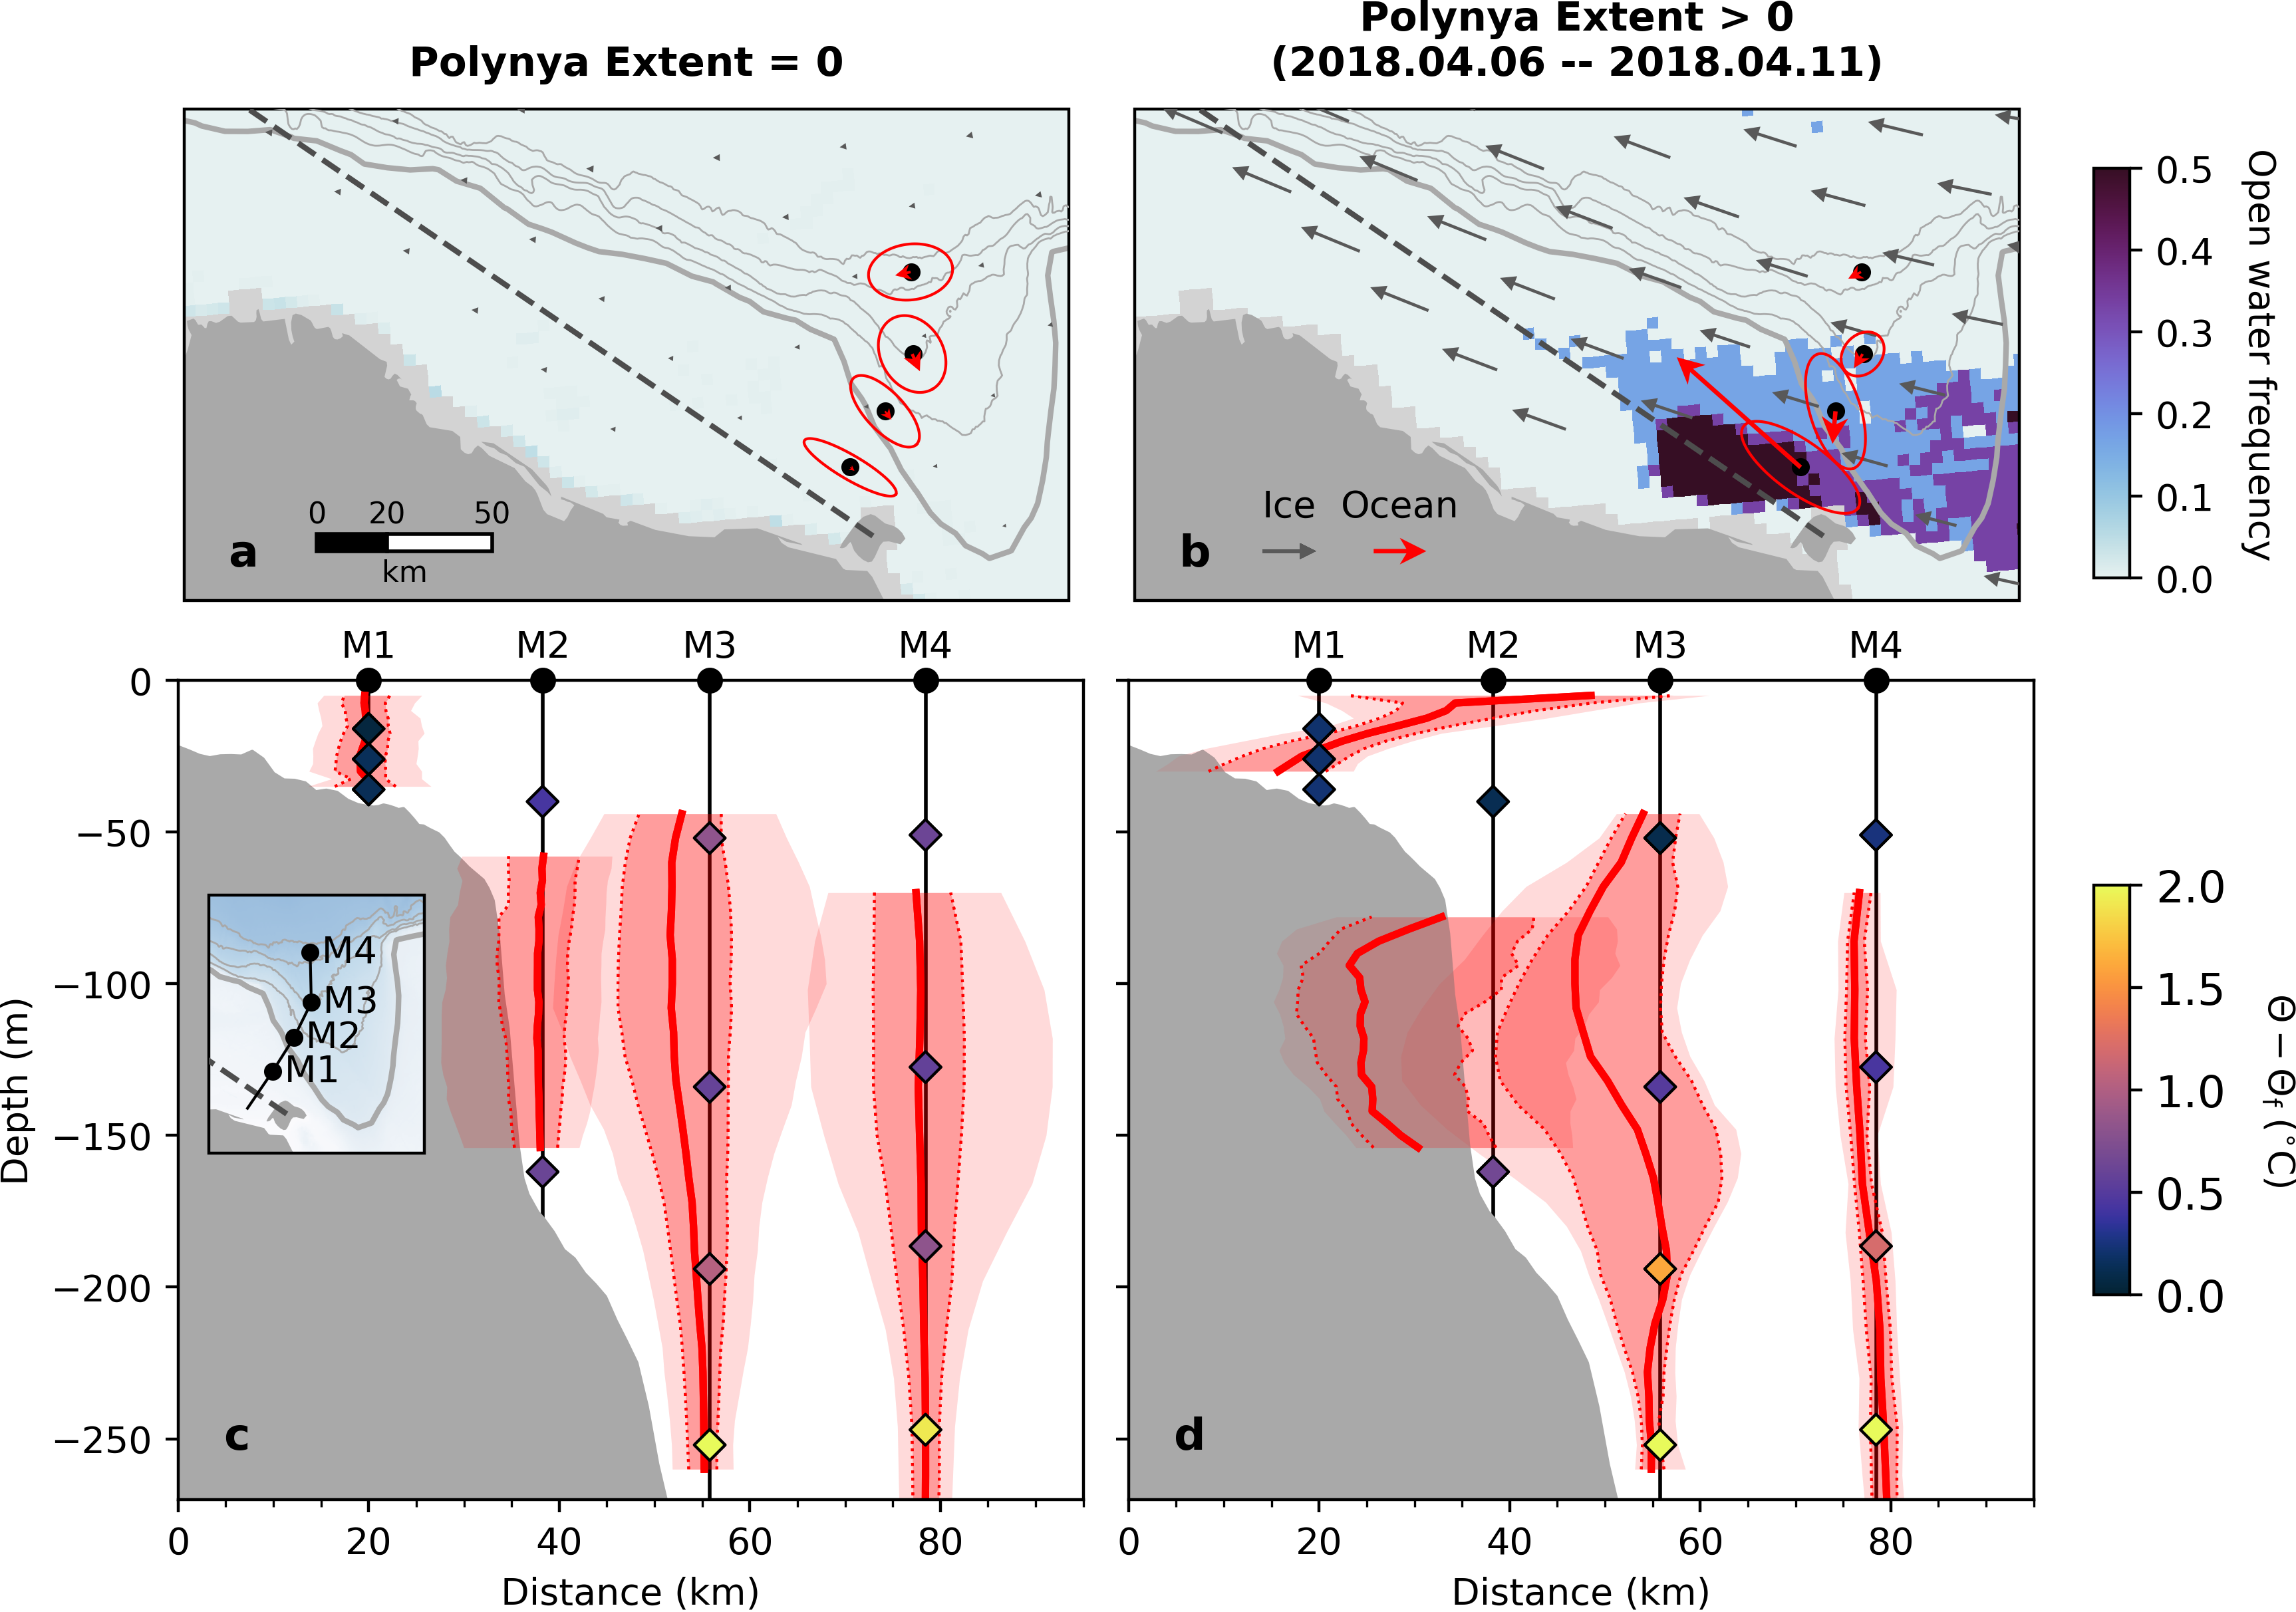 Polynya Extent = 0
Polynya Extent > 0
(2018.04.06 -- 2018.04.11)
0 20 50
km
a
Ice Ocean
b
0.5
0.4
0.3
0.2
0.1
0.0
Open water frequency
M1 M2 M3 M4
M1 M2 M3 M4
0
−50
−100
−150
−200
−250
Depth (m)
M4
M3
M2
M1
c
d
0 20 40 60 80
Distance (km)
0 20 40 60 80
Distance (km)
2.0
1.5
1.0
0.5
0.0
Θ − Θf (°C)